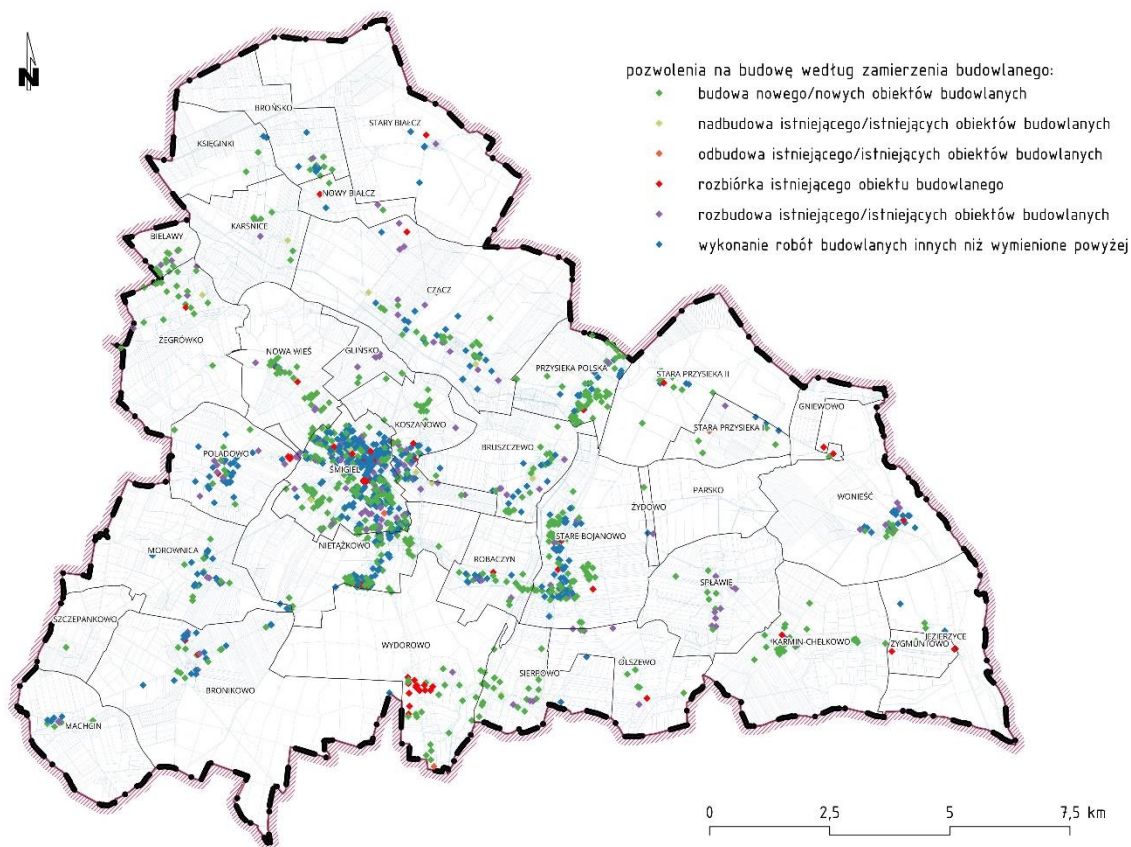 N
pozwolenia na budowę według zamierzenia budowlanego:
budowa nowego/nowych obiektów budowlanych
nadbudowa istniejącego/istniejących obiektów budowlanych
odbudowa istniejącego/istniejących obiektów budowlanych
rozbiórka istniejącego obiektu budowlanego
rozbudowa istniejącego/istniejących obiektów budowlanych
wykonanie robót budowlanych innych niż wymienione powyżej
BROŃSKO
STARY BIAŁCZ
KSIĘGINKI
NOWY BIAŁCZ
KARŚNICE
BIELAWY
CZACZ
ŻEGRÓWKO
NOWA WIEŚ
GLIŃSKO
PRZYSIEKA POLSKA
STARA PRZYSIEKA II
GNIEWOWO
KOSZANOWO
STARA PRZYSIEKA I
BRUSZCZEWO
POLADOWO
ŚMIGIEL
PARSKO
WONIEŚĆ
ŻYDOWO
STARE BOJANOWO
NIETĄŻKOWO
MOROWNICA
ROBACZYN
SPŁAWIE
SZCZEPANKOWO
WYDOROWO
KARMIN-CHEŁKOWO
JEZIERZYCE
ZYGMUNTOWO
OLSZEWO
SIERPOWO
BRONIKOWO
MACHCIN
0 2,5 5 7,5 km